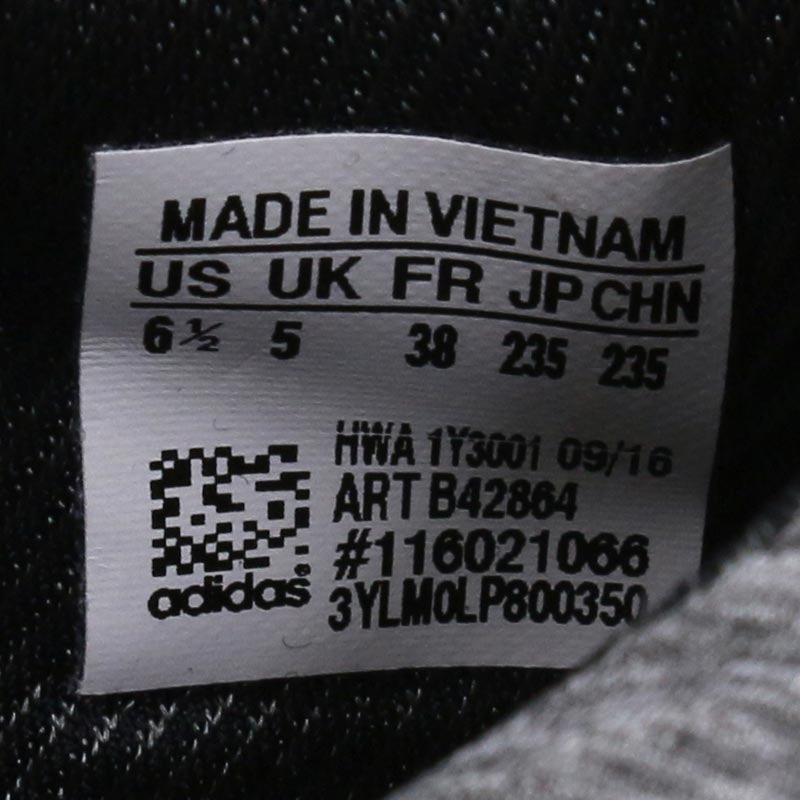 MADE IN VIETNAM
US UK FR JP CHN
6½ 5 38 235 235
HWA 1Y3001 09/16
ART B42864
#116021066
adidas®
3YLM0LP800350